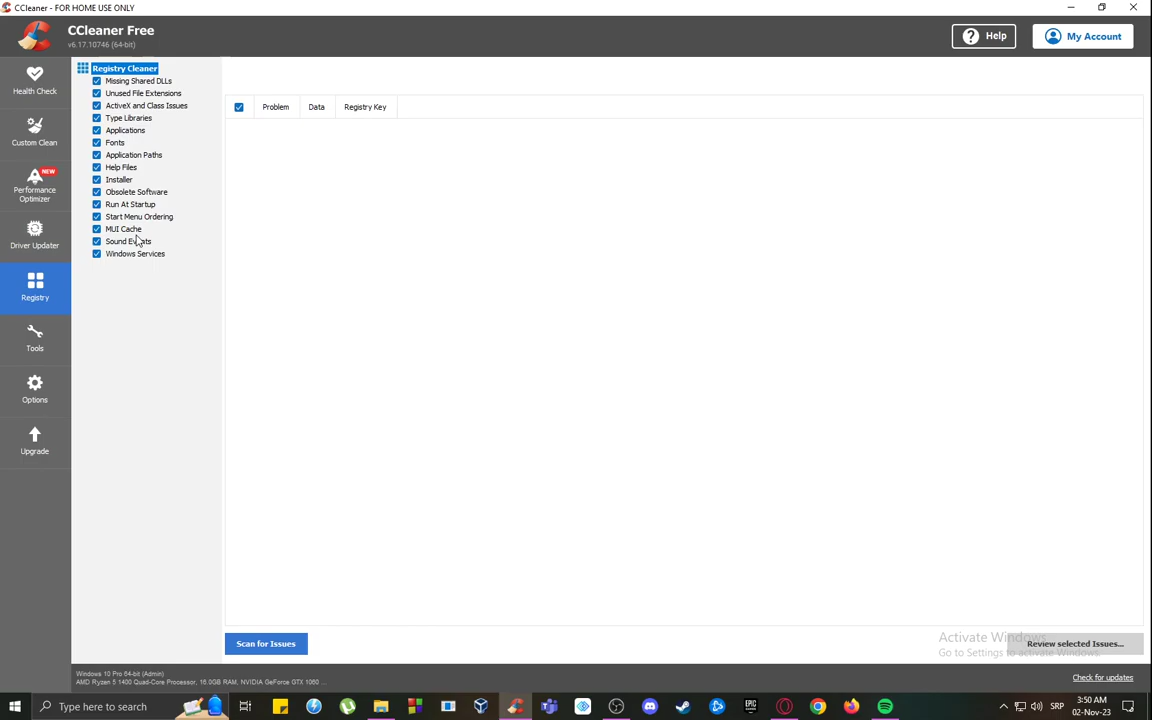 CCleaner - FOR HOME USE ONLY
CCleaner Free
v6.17.10746 (64-bit)
Help
My Account
Health Check
Custom Clean
NEW
Performance
Optimizer
Driver Updater
Registry
Tools
Options
Upgrade
Registry Cleaner
Missing Shared DLLs
Unused File Extensions
ActiveX and Class Issues
Type Libraries
Applications
Fonts
Application Paths
Help Files
Installer
Obsolete Software
Run At Startup
Start Menu Ordering
MUI Cache
Sound Events
Windows Services
Problem Data Registry Key
Scan for Issues
Activate Windows
Go to Settings to activate Windows.
Review selected Issues...
Windows 10 Pro 64-bit (Admin)
AMD Ryzen 5 1400 Quad-Core Processor, 16.0GB RAM, NVIDIA GeForce GTX 1060 ...
Check for updates
Type here to search
EPIC
SRP
3:50 AM
02-Nov-23